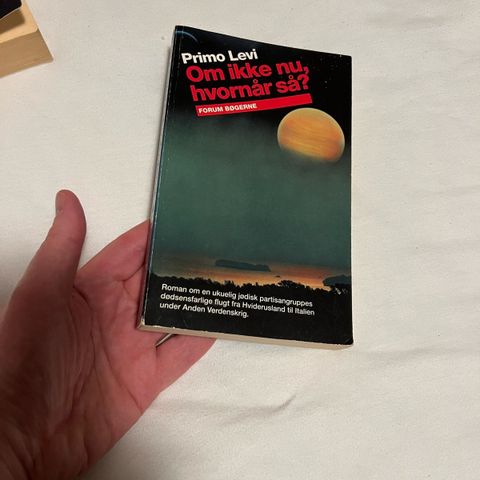 Primo Levi
Om ikke nu,
hvornår så?
FORUM BØGERNE
Roman om en ukuelig jødisk partisangruppes
dødsensfarlige flugt fra Hviderusland til Italien
under Anden Verdenskrig.